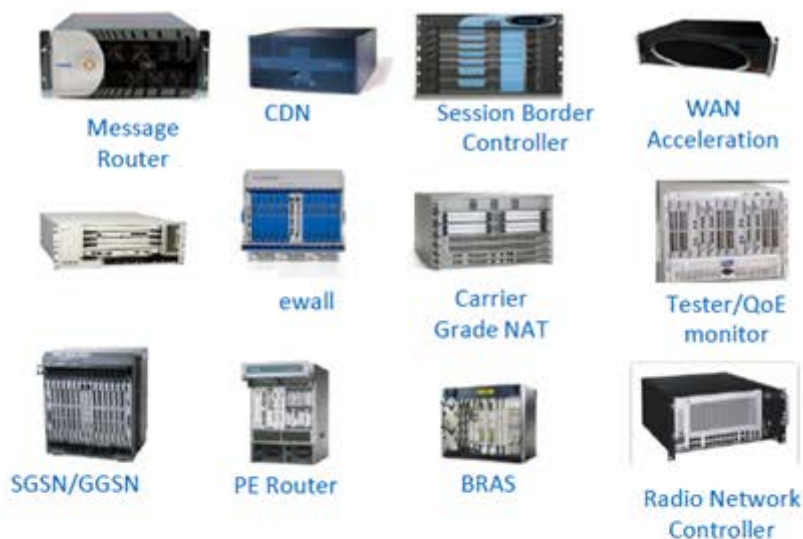 Message
Router
CDN
Session Border
Controller
WAN
Acceleration
ewall
Carrier
Grade NAT
Tester/QoE
monitor
SGSN/GGSN
PE Router
BRAS
Radio Network
Controller